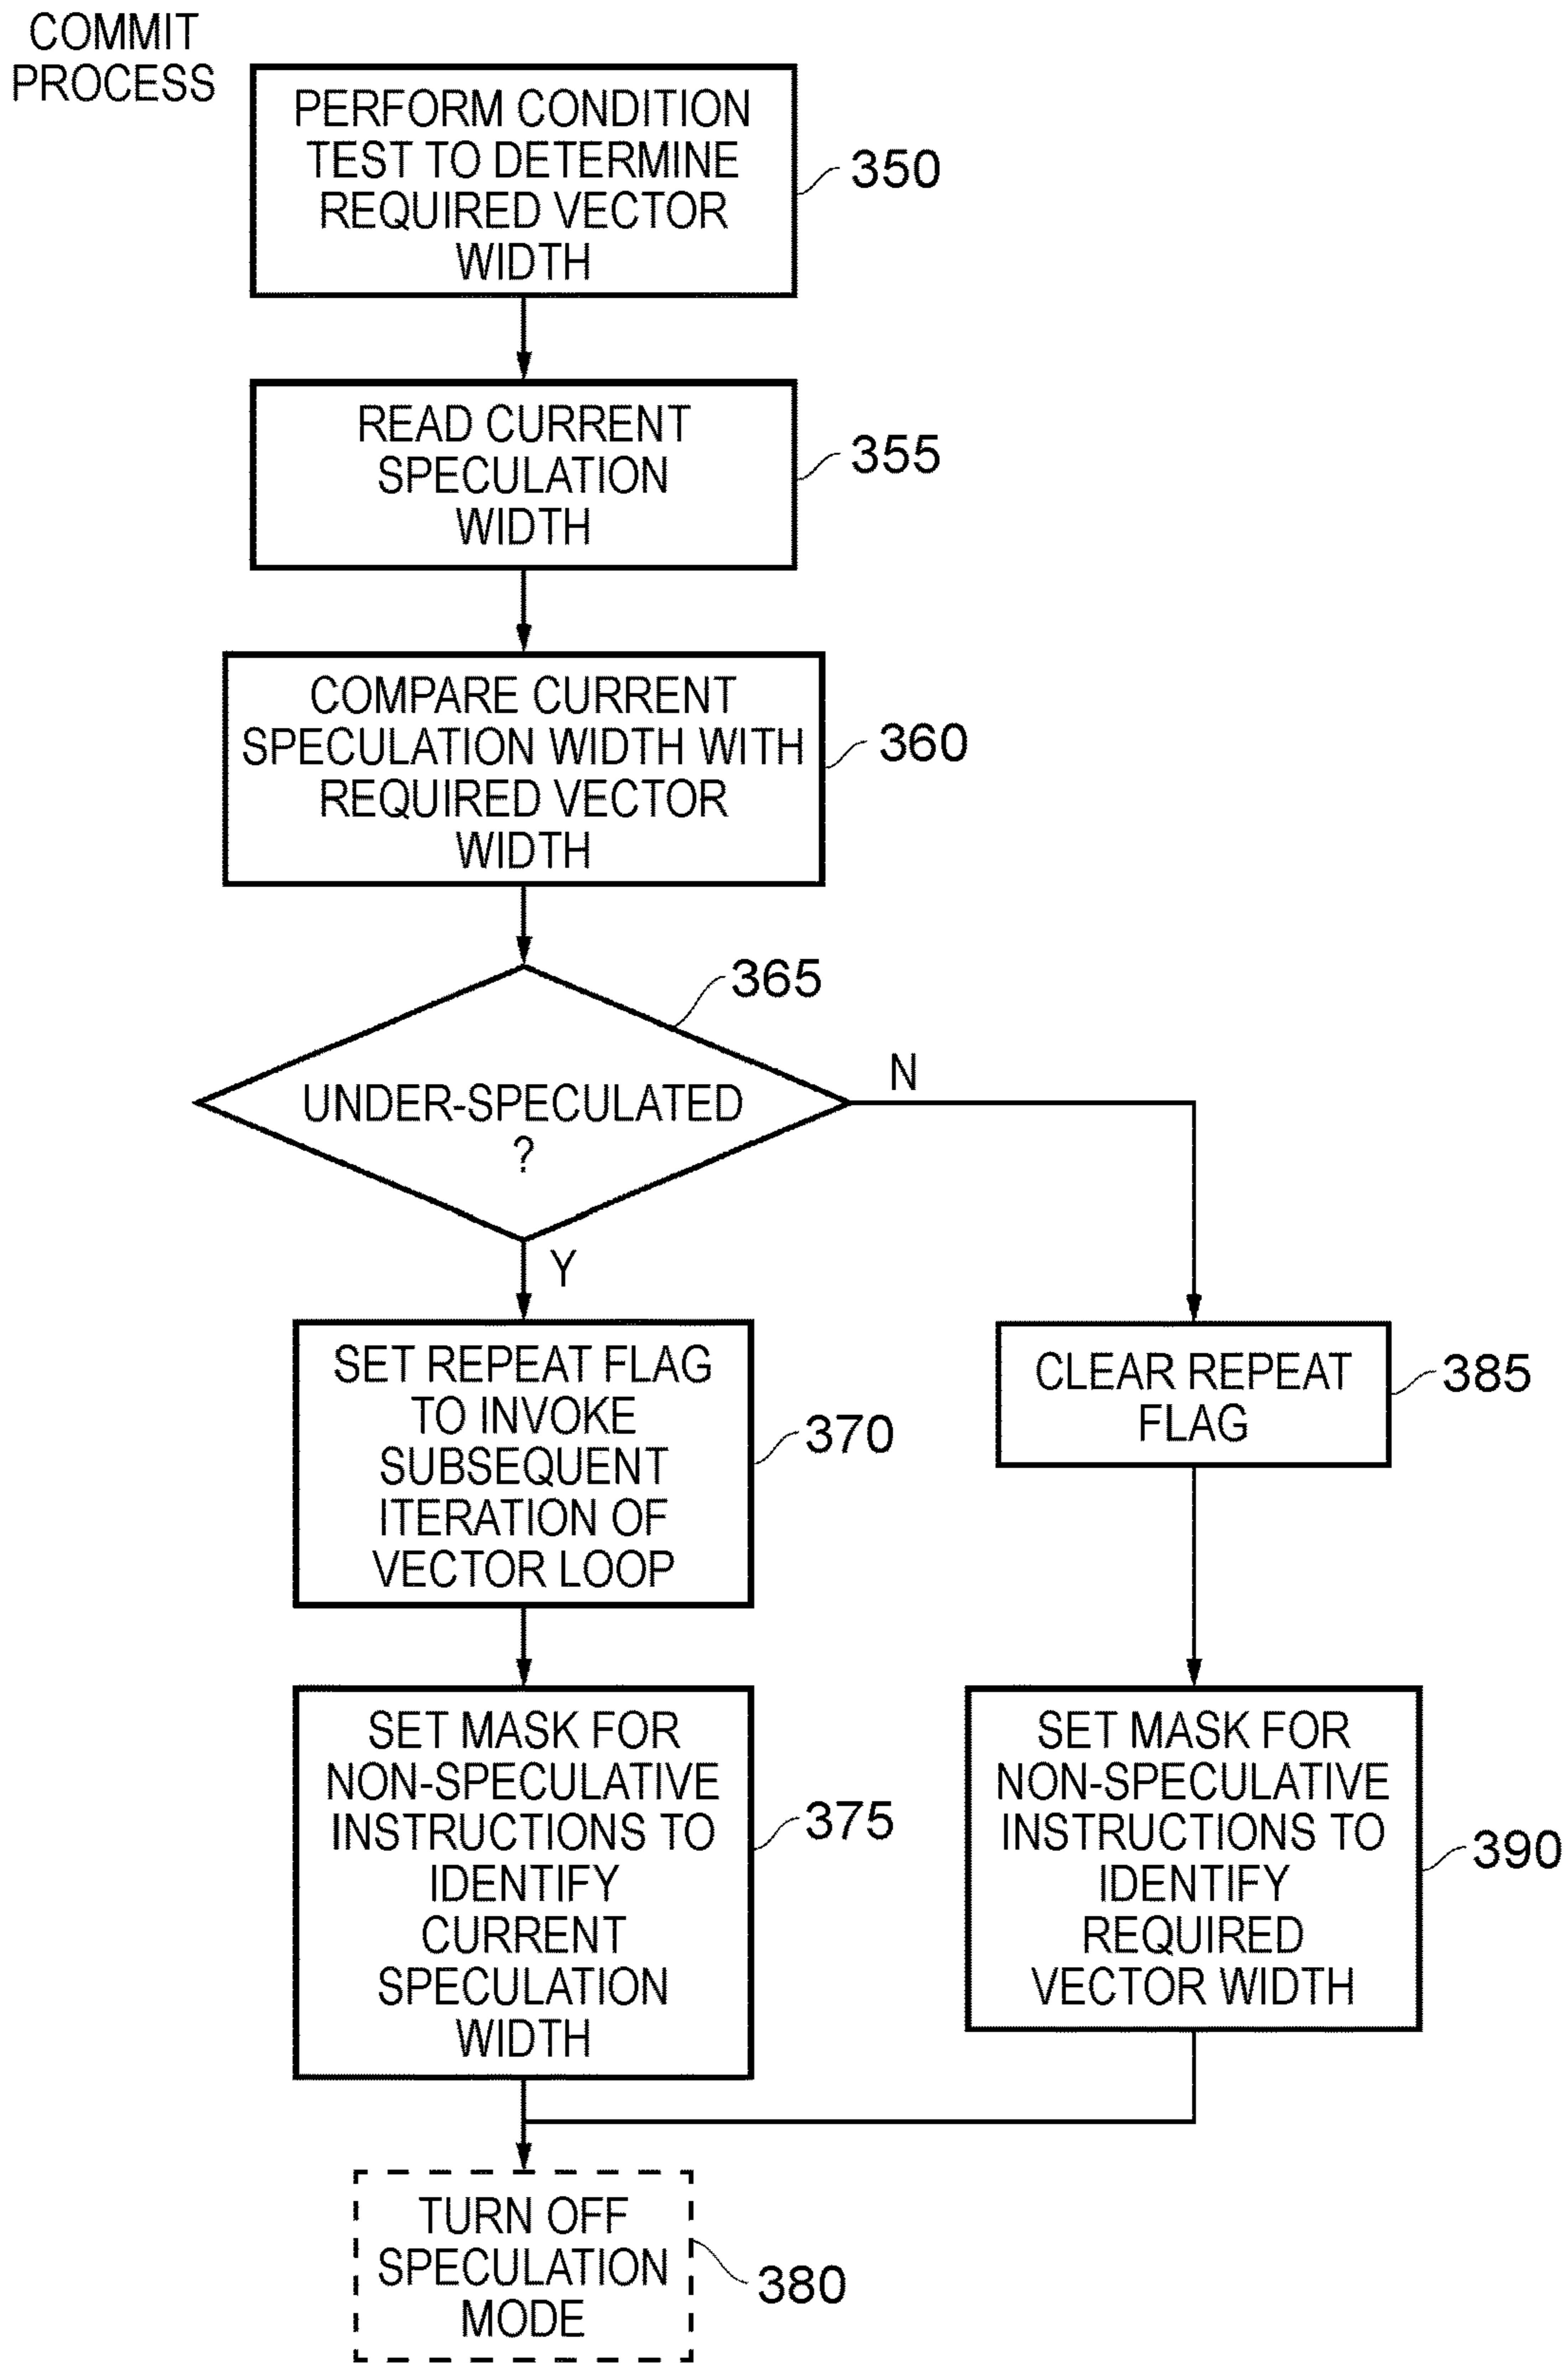 COMMIT
PROCESS
PERFORM CONDITION
TEST TO DETERMINE
REQUIRED VECTOR
WIDTH
350
READ CURRENT
SPECULATION
WIDTH
355
COMPARE CURRENT
SPECULATION WIDTH WITH
REQUIRED VECTOR
WIDTH
360
365
UNDER-SPECULATED
?
N
Y
SET REPEAT FLAG
TO INVOKE
SUBSEQUENT
ITERATION OF
VECTOR LOOP
370
CLEAR REPEAT
FLAG
385
SET MASK FOR
NON-SPECULATIVE
INSTRUCTIONS TO
IDENTIFY
CURRENT
SPECULATION
WIDTH
375
SET MASK FOR
NON-SPECULATIVE
INSTRUCTIONS TO
IDENTIFY
REQUIRED
VECTOR WIDTH
390
TURN OFF
SPECULATION
MODE
380